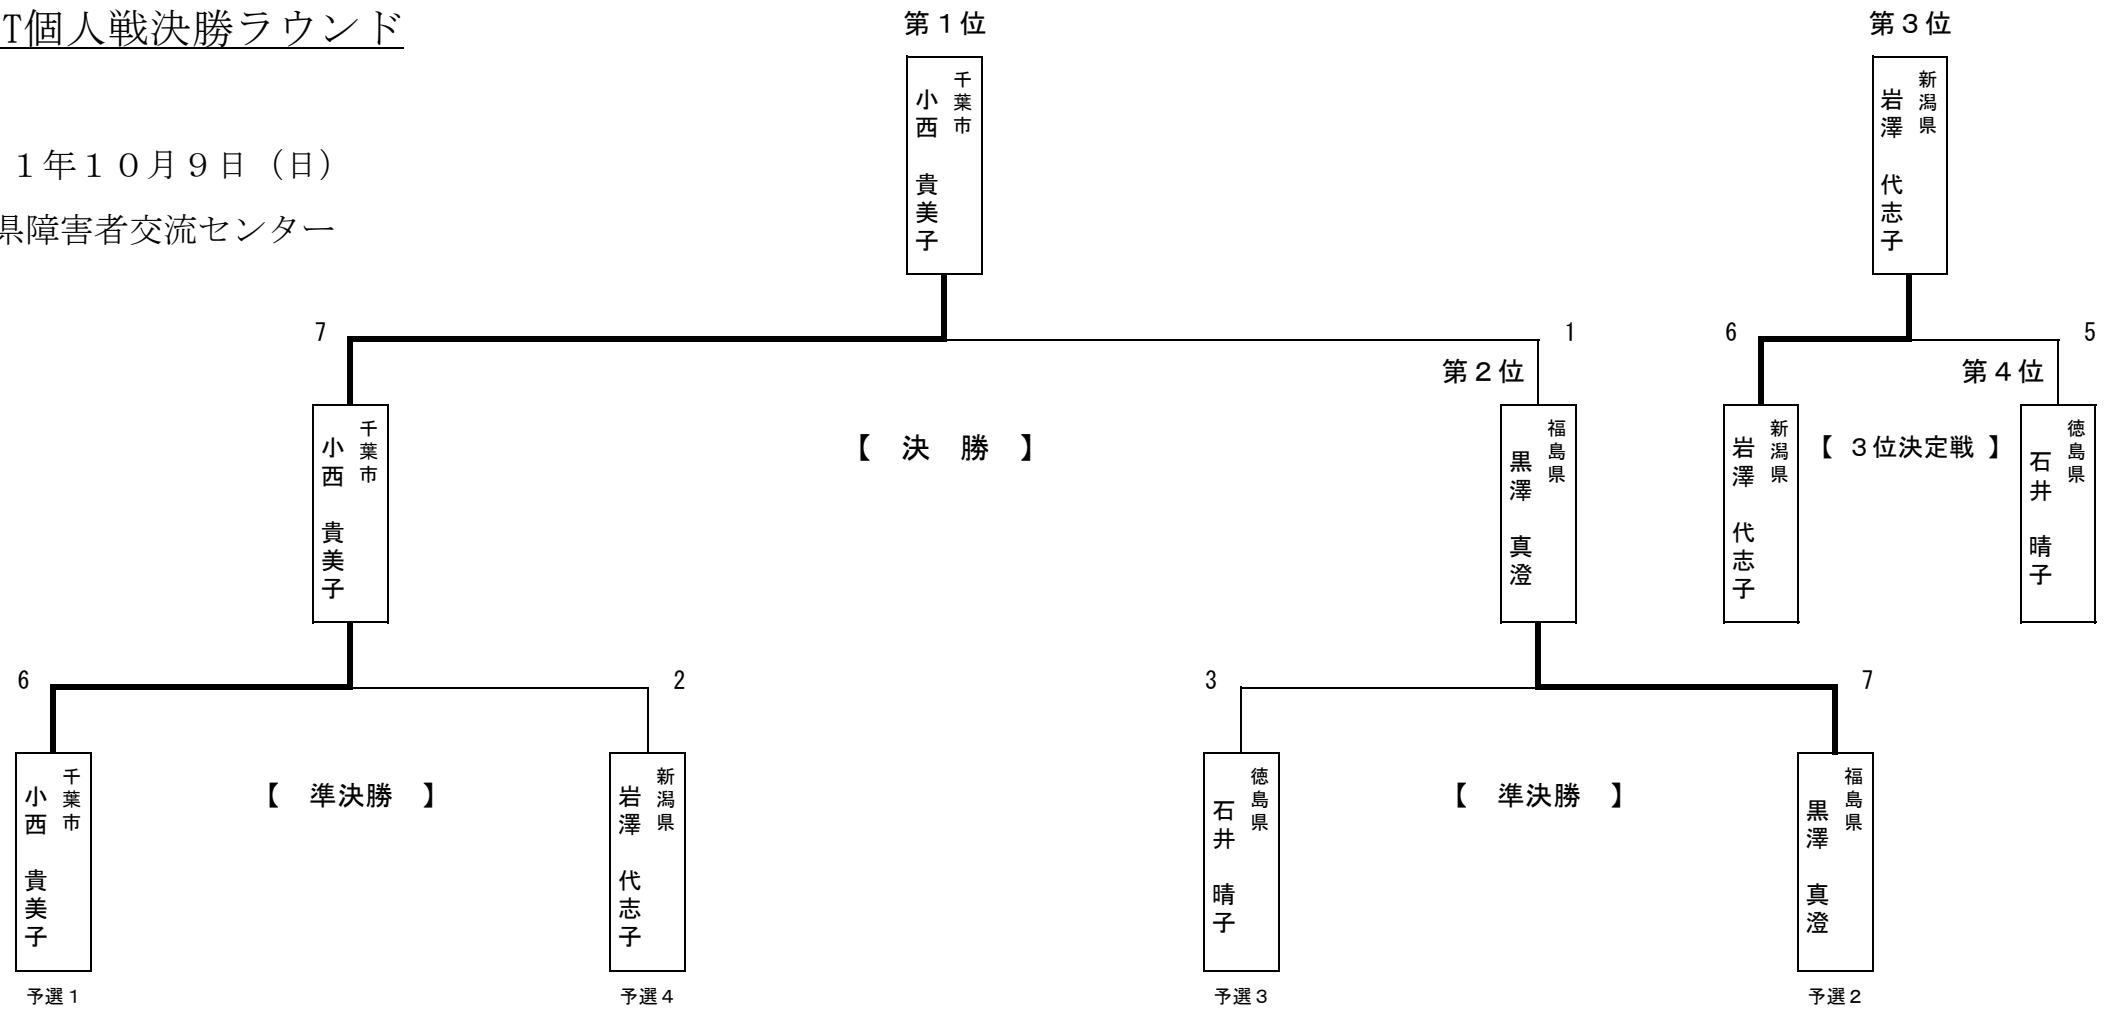 T個人戦決勝ラウンド
１年１０月９日（日）
県障害者交流センター
第１位
千葉市
小西　貴美子
第３位
新潟県
岩澤　代志子
7
1
第２位
千葉市
小西　貴美子
【　決　勝　】
福島県
黒澤　真澄
6
5
第４位
新潟県
岩澤　代志子
【 ３位決定戦 】
徳島県
石井　晴子
6
2
千葉市
小西　貴美子
【　準決勝　】
新潟県
岩澤　代志子
3
7
徳島県
石井　晴子
【　準決勝　】
福島県
黒澤　真澄
予選１
予選４
予選３
予選２